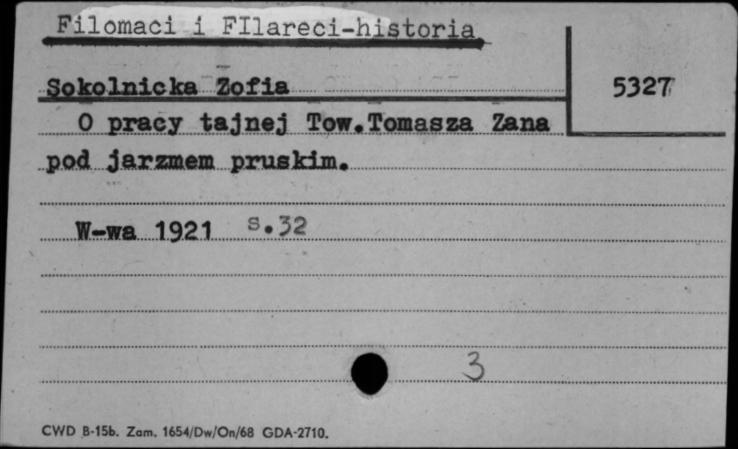 Filomaci i FIlareci-historia
Sokolnicka Zofia
5327
O pracy tajnej Tow.Tomasza Zana
pod jarzmem pruskim.
W-wa 1921 s.32
3
CWD B-15b. Zam. 1654/Dw/On/68 GDA-2710.